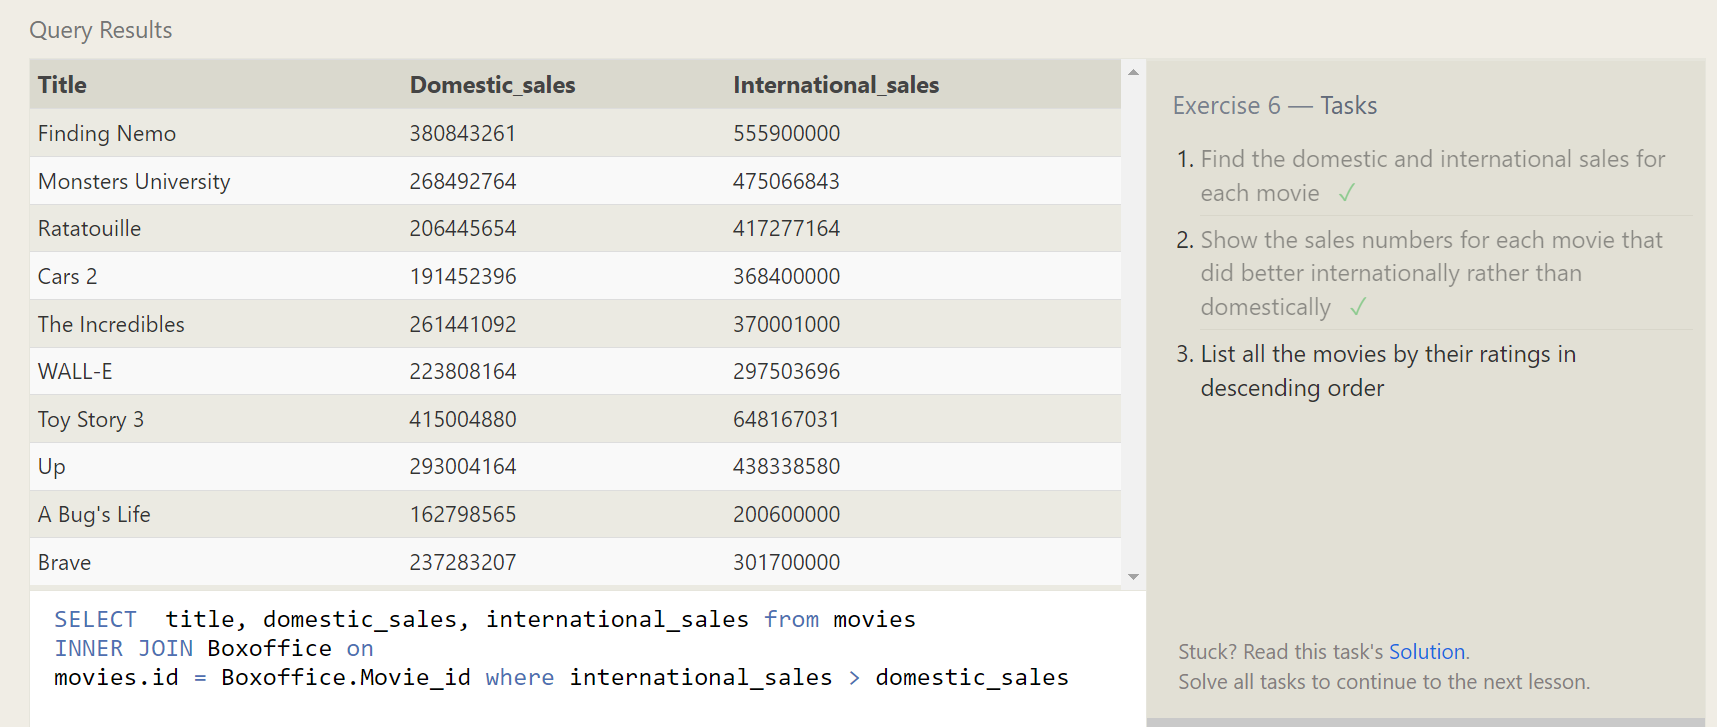 Query Results
Title Domestic_sales International_sales
Finding Nemo 380843261 555900000
Monsters University 268492764 475066843
Ratatouille 206445654 417277164
Cars 2 191452396 368400000
The Incredibles 261441092 370001000
WALL-E 223808164 297503696
Toy Story 3 415004880 648167031
Up 293004164 438338580
A Bug's Life 162798565 200600000
Brave 237283207 301700000
SELECT  title, domestic_sales, international_sales from movies
INNER JOIN Boxoffice on
movies.id = Boxoffice.Movie_id where international_sales > domestic_sales
Exercise 6 — Tasks
1. Find the domestic and international sales for
each movie ✓
2. Show the sales numbers for each movie that
did better internationally rather than
domestically ✓
3. List all the movies by their ratings in
descending order
Stuck? Read this task's Solution.
Solve all tasks to continue to the next lesson.